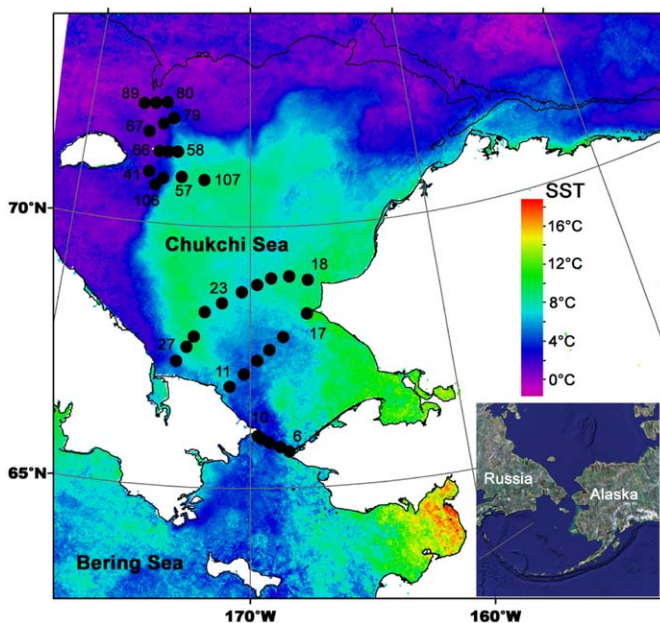 89
80
79
67
66
58
41
57
107
106
70°N
SST
16°C
12°C
8°C
4°C
0°C
Chukchi Sea
18
23
17
27
11
10
6
65°N
Russia
Alaska
Bering Sea
170°W
160°W